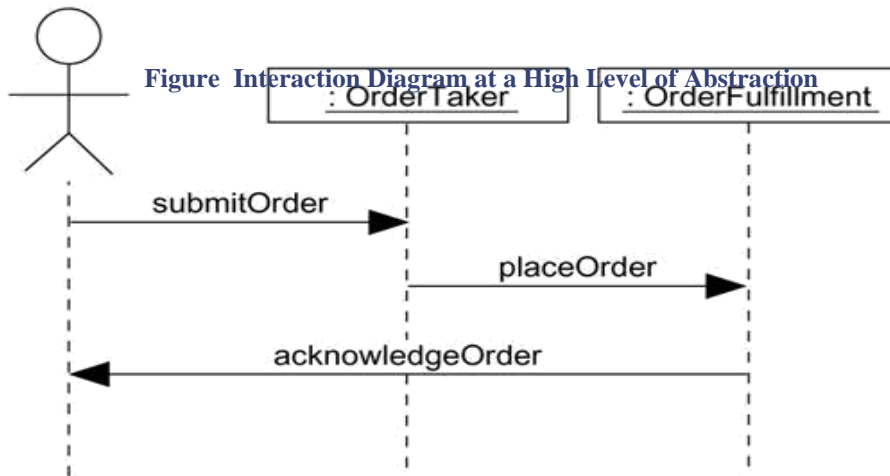 Figure Interaction Diagram at a High Level of Abstraction
: OrderTaker
: OrderFulfillment
submitOrder
placeOrder
acknowledgeOrder